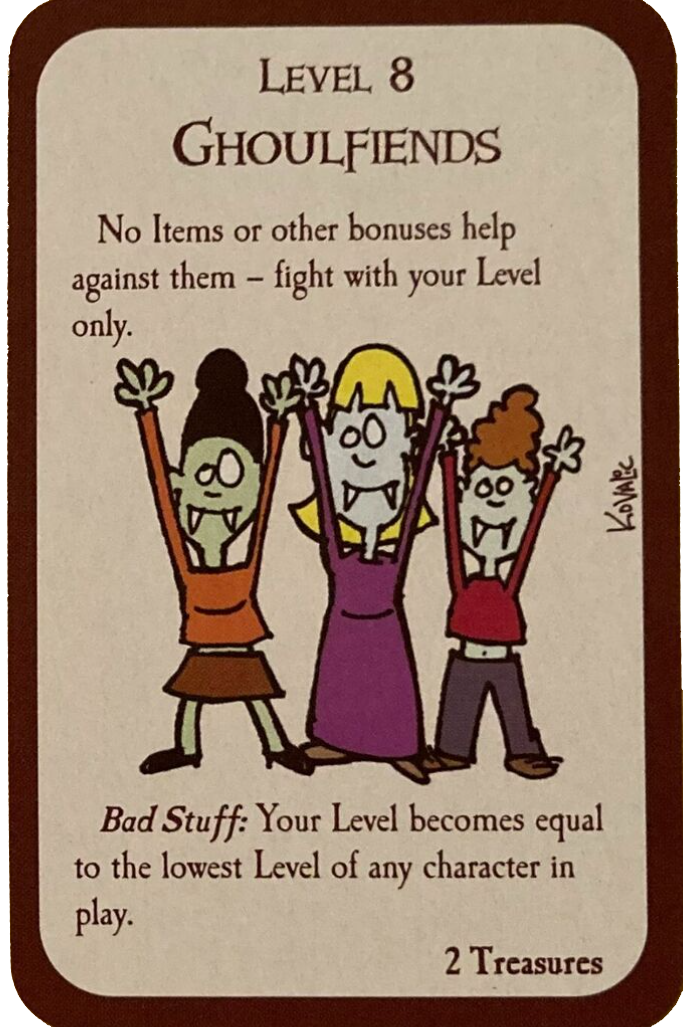 LEVEL 8
GHOULFIENDS
No Items or other bonuses help
against them – fight with your Level
only.
KOVALIC
Bad Stuff: Your Level becomes equal
to the lowest Level of any character in
play.
2 Treasures